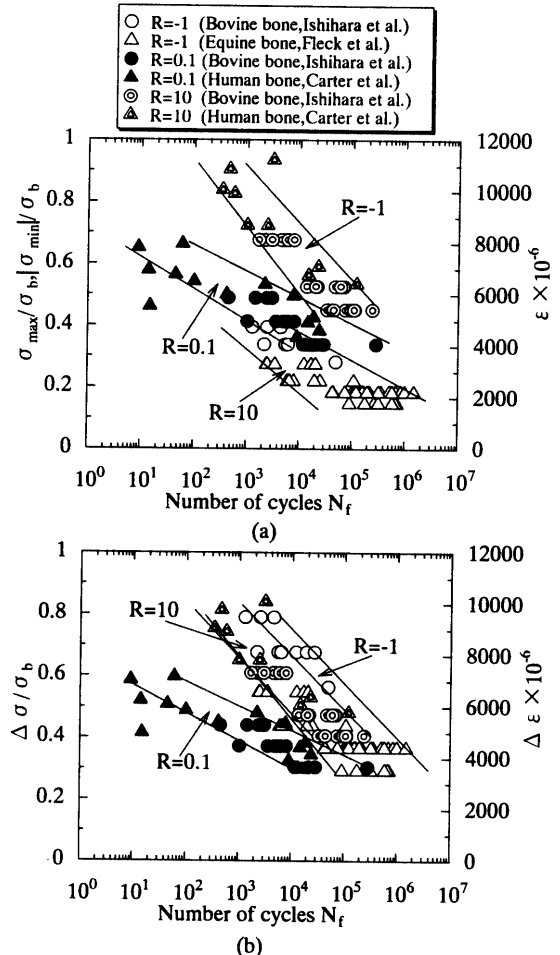 R=-1 (Bovine bone,Ishihara et al.)
R=-1 (Equine bone,Fleck et al.)
R=0.1 (Bovine bone,Ishihara et al.)
R=0.1 (Human bone,Carter et al.)
R=10 (Bovine bone,Ishihara et al.)
R=10 (Human bone,Carter et al.)
1
0.8
0.6
0.4
0.2
0
σmax/σb,|σmin|/σb
12000
10000
8000
6000
4000
2000
0
ε ×10-6
R=-1
R=0.1
R=10
10^0 10^1 10^2 10^3 10^4 10^5 10^6 10^7
Number of cycles Nf
(a)
1
0.8
0.6
0.4
0.2
0
Δσ/σb
12000
10000
8000
6000
4000
2000
0
Δε ×10-6
R=10
R=-1
R=0.1
10^0 10^1 10^2 10^3 10^4 10^5 10^6 10^7
Number of cycles Nf
(b)